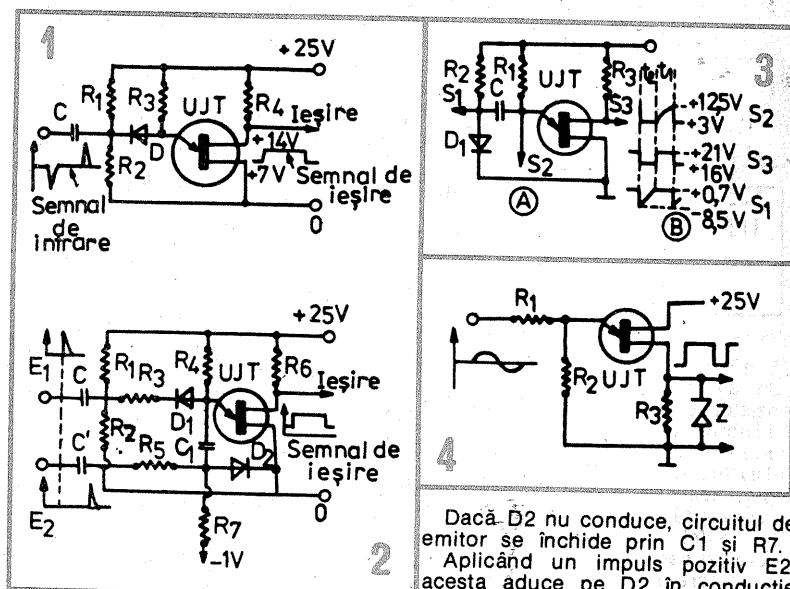 1
+25V
R1
R3
UJT
R4
Ieşire
C
D
+14V
R2
+7V
Semnal de
ieşire
Semnal
de
intrare
0
3
R2
R1
UJT
R3
S1
C
S3
D1
S2
A
t2 t1
+12,5V
S2
+3V
+21V
S3
+16V
+0,7V
S1
-8,5V
B
+25V
E1
R1
R4
UJT
R6
C
R3
Ieşire
D1
R2
C1
C'
R5
D2
Semnal de
ieşire
0
E2
R7
-1V
2
R1
+25V
R2
UJT
R3
Z
4
Dacă D2 nu conduce, circuitul de
emitor se închide prin C1 şi R7.
Aplicând un impuls pozitiv E2
acesta aduce pe D2 în conducţie